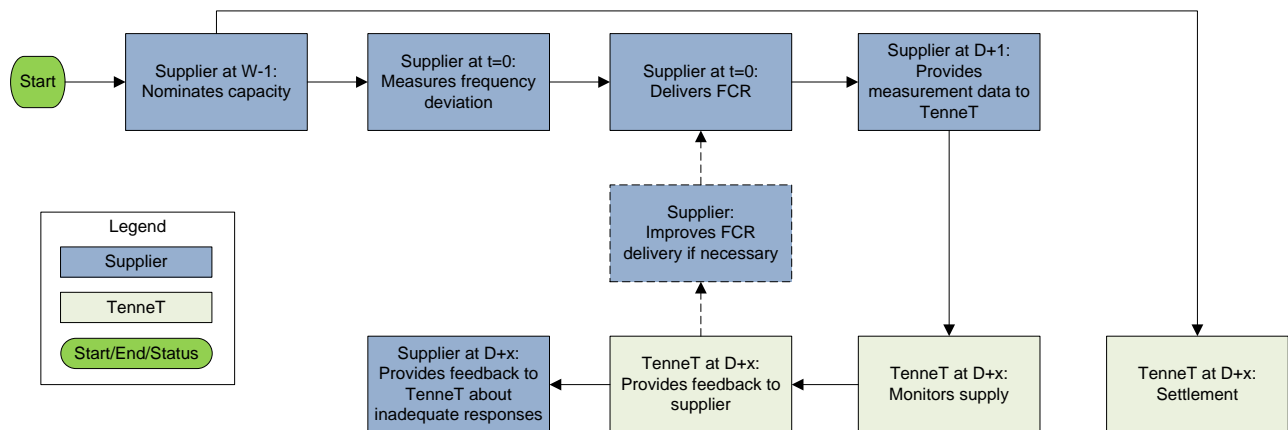 Start
Supplier at W-1:
Nominates capacity
Supplier at t=0:
Measures frequency
deviation
Supplier at t=0:
Delivers FCR
Supplier at D+1:
Provides
measurement data to
TenneT
Supplier:
Improves FCR
delivery if necessary
Legend
Supplier
TenneT
Start/End/Status
Supplier at D+x:
Provides feedback to
TenneT about
inadequate responses
TenneT at D+x:
Provides feedback to
supplier
TenneT at D+x:
Monitors supply
TenneT at D+x:
Settlement